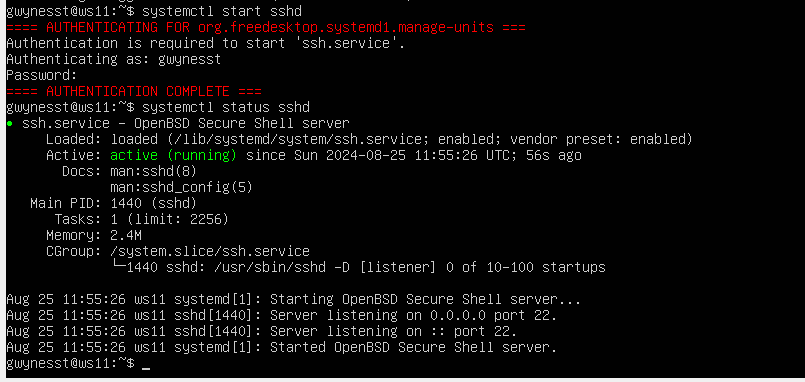 gwynesst@ws11:~$ systemctl start sshd
==== AUTHENTICATING FOR org.freedesktop.systemd1.manage-units ===
Authentication is required to start 'ssh.service'.
Authenticating as: gwynesst
Password:
==== AUTHENTICATION COMPLETE ===
gwynesst@ws11:~$ systemctl status sshd
● ssh.service - OpenBSD Secure Shell server
     Loaded: loaded (/lib/systemd/system/ssh.service; enabled; vendor preset: enabled)
     Active: active (running) since Sun 2024-08-25 11:55:26 UTC; 56s ago
       Docs: man:sshd(8)
             man:sshd_config(5)
   Main PID: 1440 (sshd)
      Tasks: 1 (limit: 2256)
     Memory: 2.4M
     CGroup: /system.slice/ssh.service
             └─1440 sshd: /usr/sbin/sshd -D [listener] 0 of 10-100 startups
Aug 25 11:55:26 ws11 systemd[1]: Starting OpenBSD Secure Shell server...
Aug 25 11:55:26 ws11 sshd[1440]: Server listening on 0.0.0.0 port 22.
Aug 25 11:55:26 ws11 sshd[1440]: Server listening on :: port 22.
Aug 25 11:55:26 ws11 systemd[1]: Started OpenBSD Secure Shell server.
gwynesst@ws11:~$ _